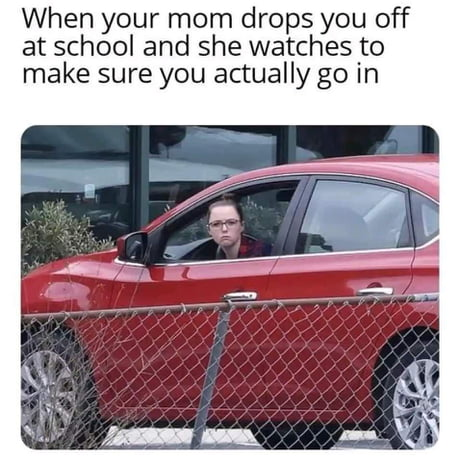 When your mom drops you off
at school and she watches to
make sure you actually go in